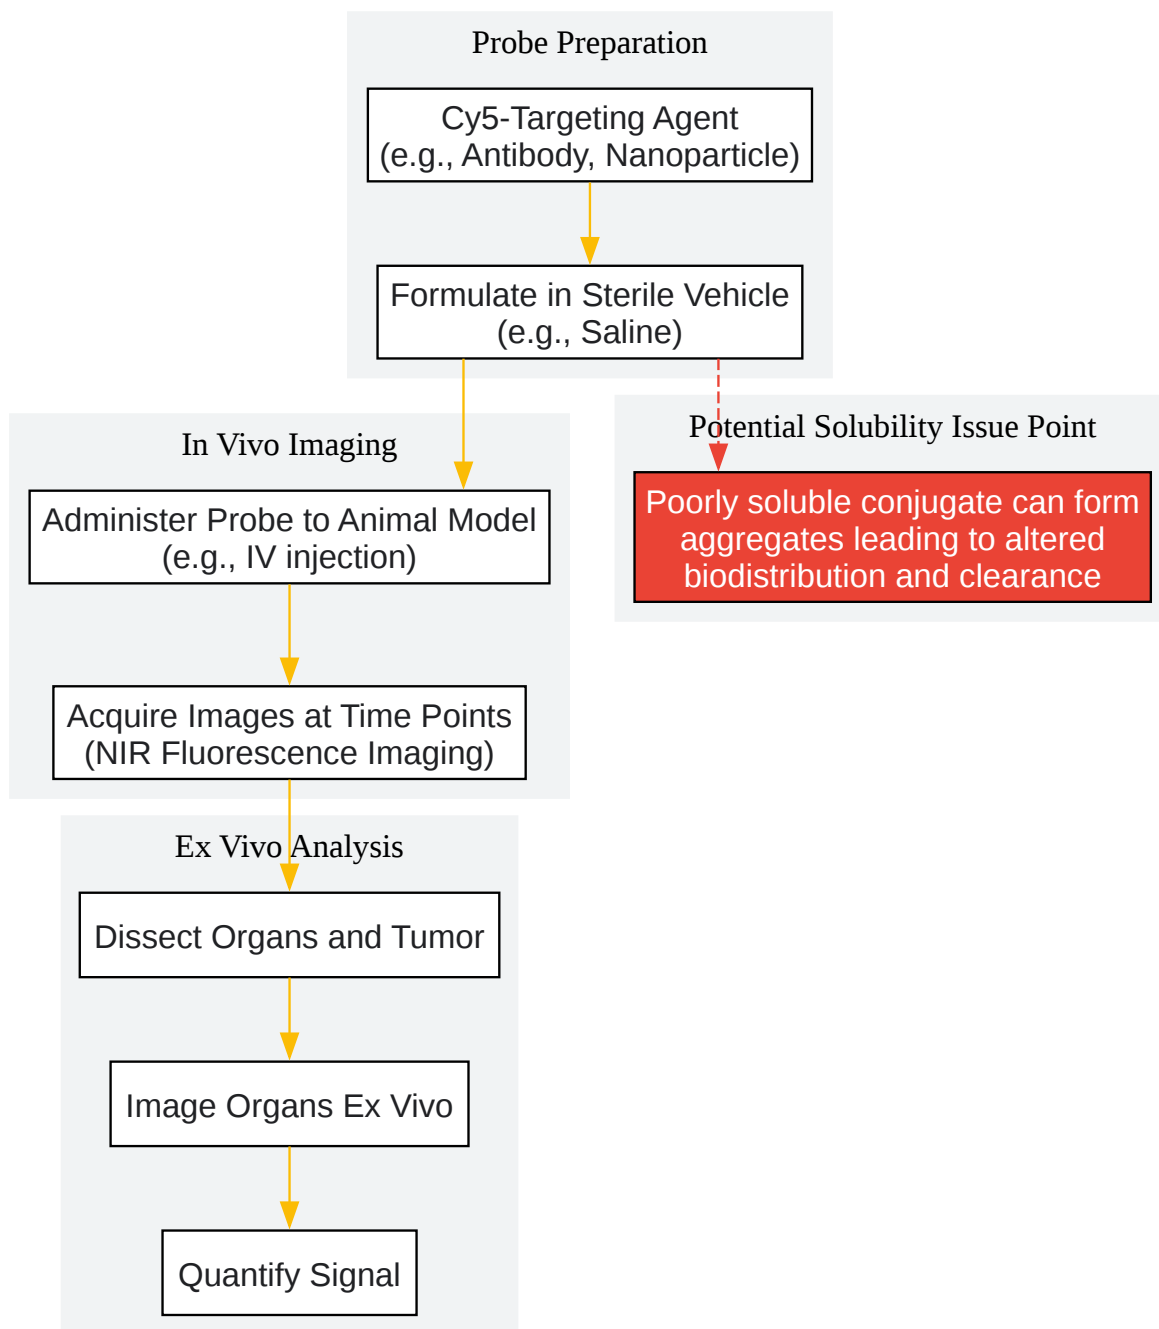 Probe Preparation
Cy5-Targeting Agent
(e.g., Antibody, Nanoparticle)
Formulate in Sterile Vehicle
(e.g., Saline)
In Vivo Imaging
Administer Probe to Animal Model
(e.g., IV injection)
Acquire Images at Time Points
(NIR Fluorescence Imaging)
Potential Solubility Issue Point
Poorly soluble conjugate can form
aggregates leading to altered
biodistribution and clearance
Ex Vivo Analysis
Dissect Organs and Tumor
Image Organs Ex Vivo
Quantify Signal